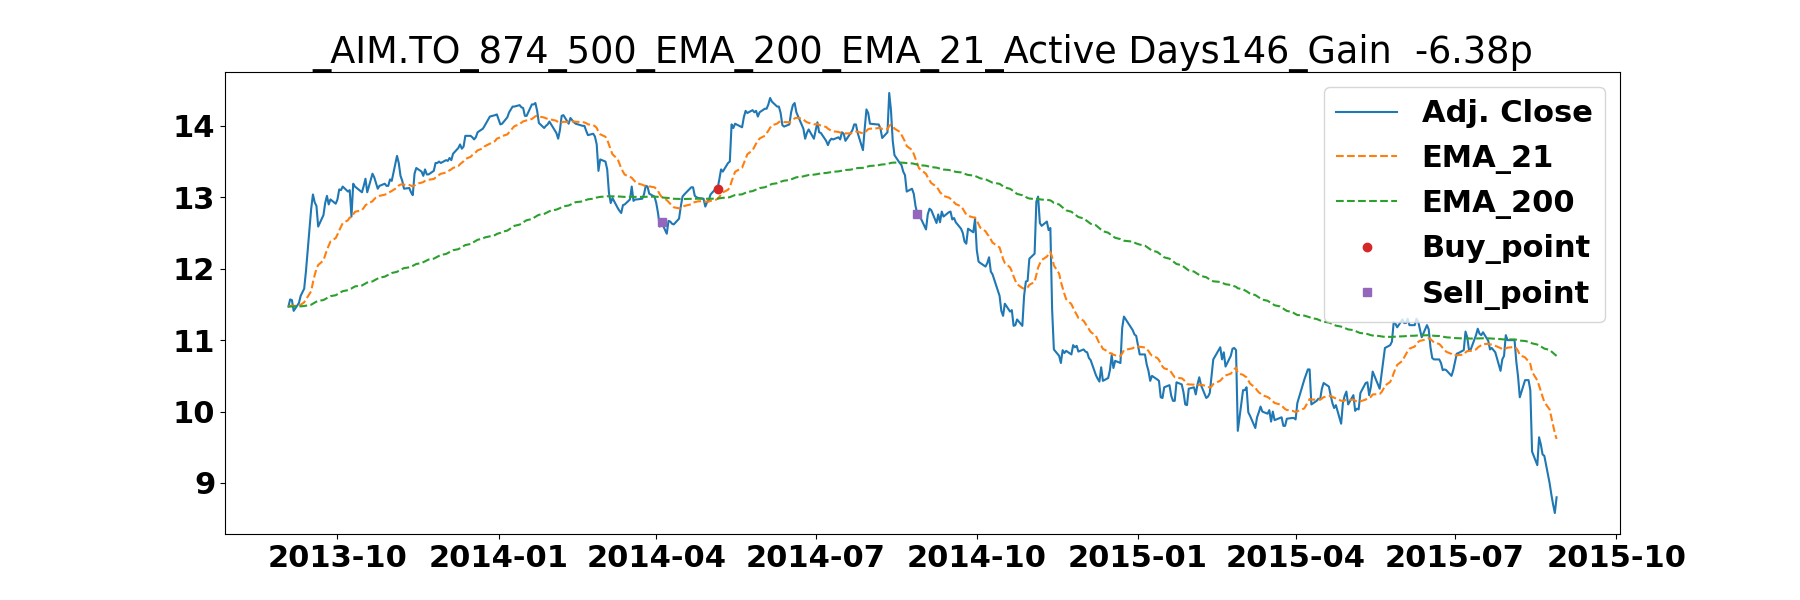 _AIM.TO_874_500_EMA_200_EMA_21_Active Days146_Gain  -6.38p
Adj. Close
EMA_21
EMA_200
Buy_point
Sell_point
14
13
12
11
10
9
2013-10 2014-01 2014-04 2014-07 2014-10 2015-01 2015-04 2015-07 2015-10